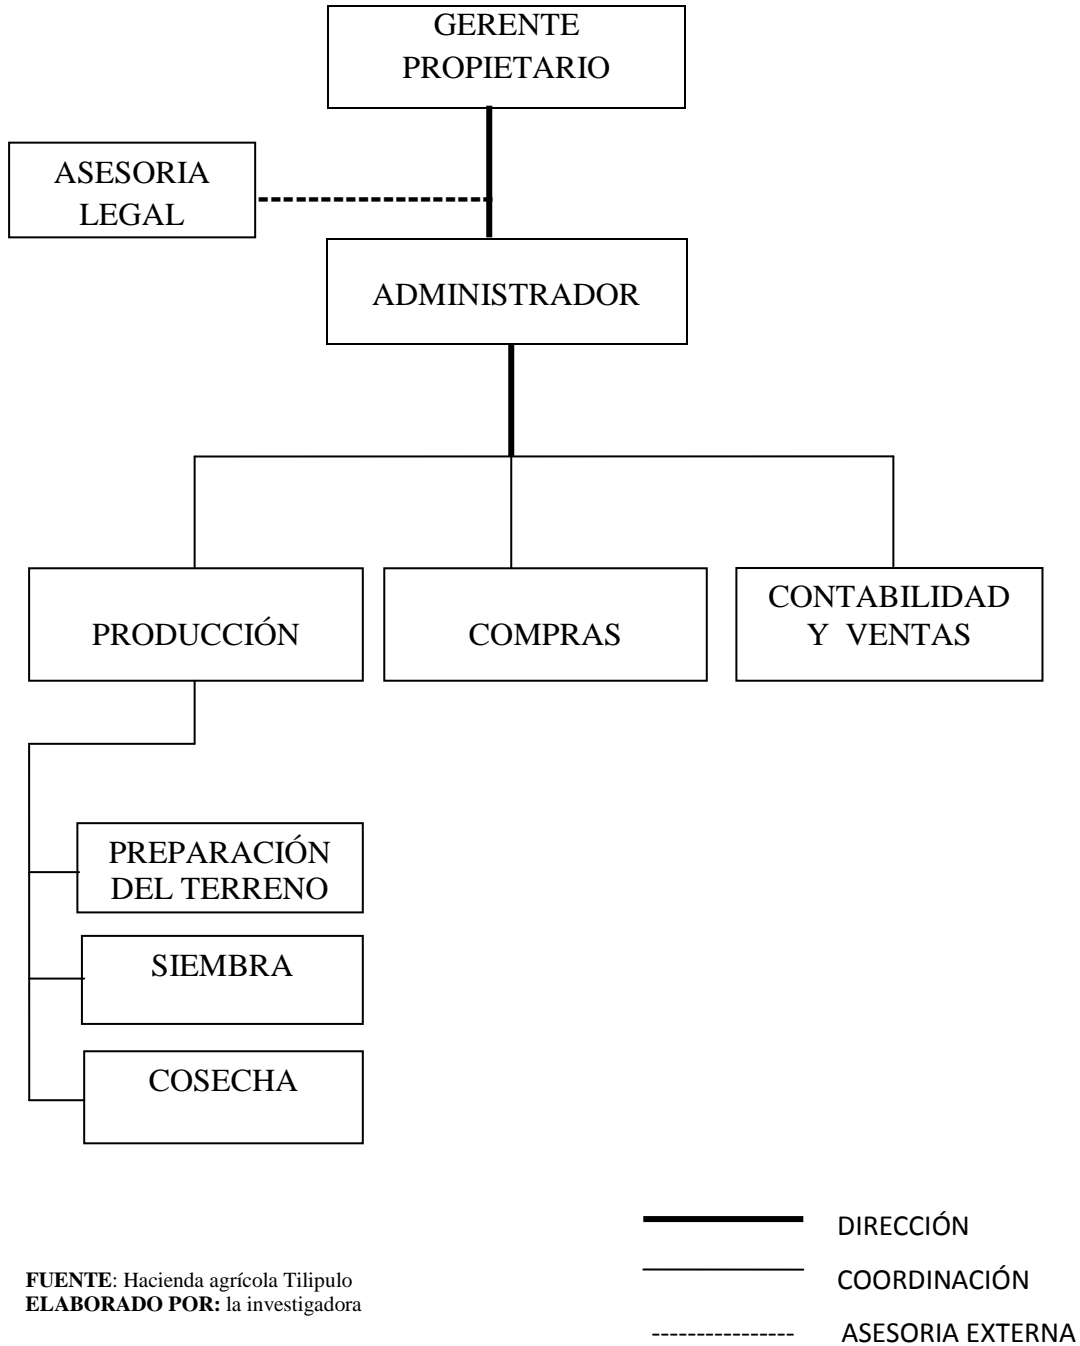 GERENTE
PROPIETARIO
ASESORIA
LEGAL
ADMINISTRADOR
PRODUCCIÓN
COMPRAS
CONTABILIDAD
Y VENTAS
PREPARACIÓN
DEL TERRENO
SIEMBRA
COSECHA
DIRECCIÓN
COORDINACIÓN
ASESORIA EXTERNA
FUENTE: Hacienda agrícola Tilipulo
ELABORADO POR: la investigadora